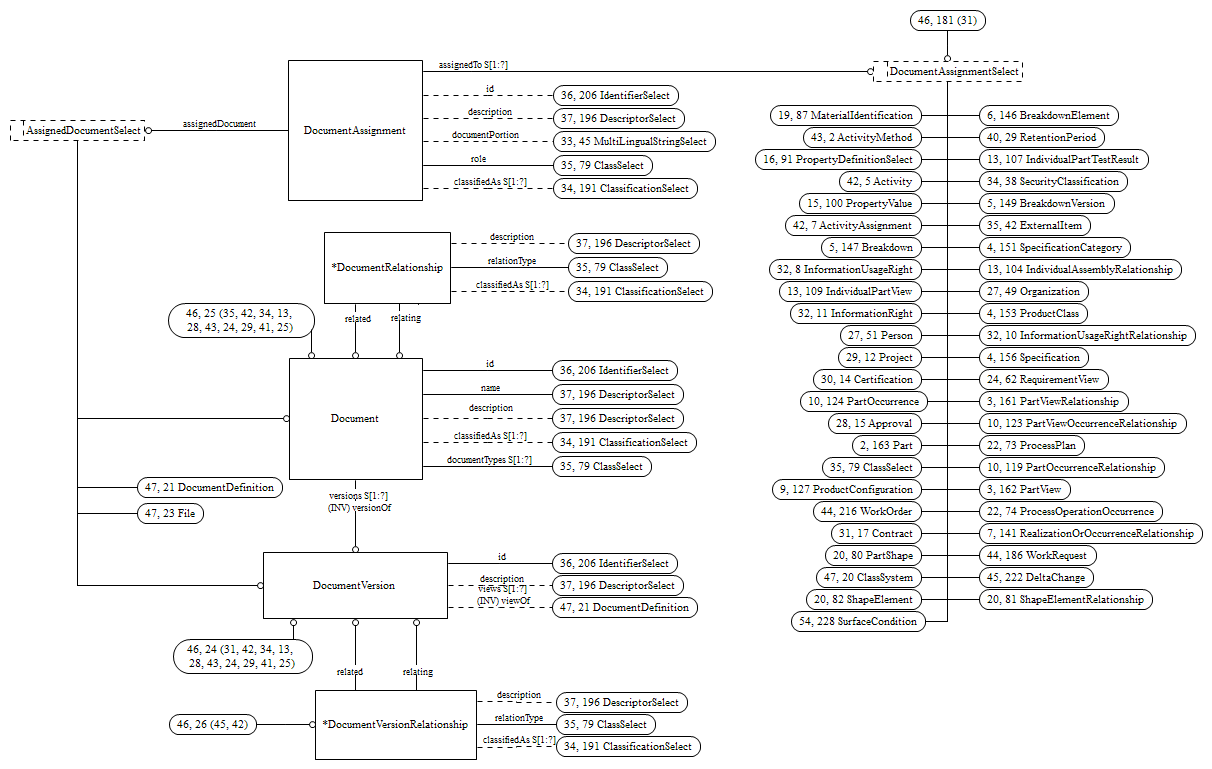 46, 181 (31)
assignedTo S[1:?]
DocumentAssignmentSelect
id
36, 206 IdentifierSelect
description
37, 196 DescriptorSelect
AssignedDocumentSelect
assignedDocument
DocumentAssignment
documentPortion
33, 45 MultiLingualStringSelect
role
35, 79 ClassSelect
classifiedAs S[1:?]
34, 191 ClassificationSelect
*DocumentRelationship
description
37, 196 DescriptorSelect
relationType
35, 79 ClassSelect
classifiedAs S[1:?]
34, 191 ClassificationSelect
46, 25 (35, 42, 34, 13,
28, 43, 24, 29, 41, 25)
related
relating
Document
id
36, 206 IdentifierSelect
name
37, 196 DescriptorSelect
description
37, 196 DescriptorSelect
classifiedAs S[1:?]
34, 191 ClassificationSelect
documentTypes S[1:?]
35, 79 ClassSelect
47, 21 DocumentDefinition
47, 23 File
versions S[1:?]
(INV) versionOf
DocumentVersion
id
36, 206 IdentifierSelect
description
37, 196 DescriptorSelect
views S[1:?]
(INV) viewOf
47, 21 DocumentDefinition
46, 24 (31, 42, 34, 13,
28, 43, 24, 29, 41, 25)
related
relating
46, 26 (45, 42)
*DocumentVersionRelationship
description
37, 196 DescriptorSelect
relationType
35, 79 ClassSelect
classifiedAs S[1:?]
34, 191 ClassificationSelect
19, 87 MaterialIdentification
6, 146 BreakdownElement
43, 2 ActivityMethod
40, 29 RetentionPeriod
16, 91 PropertyDefinitionSelect
13, 107 IndividualPartTestResult
42, 5 Activity
34, 38 SecurityClassification
15, 100 PropertyValue
5, 149 BreakdownVersion
42, 7 ActivityAssignment
35, 42 ExternalItem
5, 147 Breakdown
4, 151 SpecificationCategory
32, 8 InformationUsageRight
13, 104 IndividualAssemblyRelationship
13, 109 IndividualPartView
27, 49 Organization
32, 11 InformationRight
4, 153 ProductClass
27, 51 Person
32, 10 InformationUsageRightRelationship
29, 12 Project
4, 156 Specification
30, 14 Certification
24, 62 RequirementView
10, 124 PartOccurrence
3, 161 PartViewRelationship
28, 15 Approval
10, 123 PartViewOccurrenceRelationship
2, 163 Part
22, 73 ProcessPlan
35, 79 ClassSelect
10, 119 PartOccurrenceRelationship
9, 127 ProductConfiguration
3, 162 PartView
44, 216 WorkOrder
22, 74 ProcessOperationOccurrence
31, 17 Contract
7, 141 RealizationOrOccurrenceRelationship
20, 80 PartShape
44, 186 WorkRequest
47, 20 ClassSystem
45, 222 DeltaChange
20, 82 ShapeElement
20, 81 ShapeElementRelationship
54, 228 SurfaceCondition